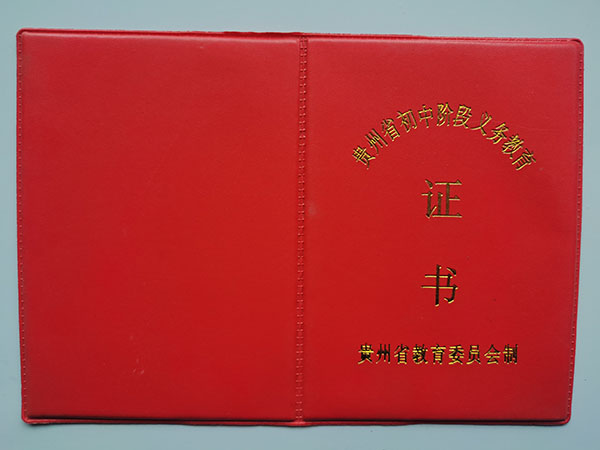 贵州省初中阶段义务教育
证
书
贵州省教育委员会制